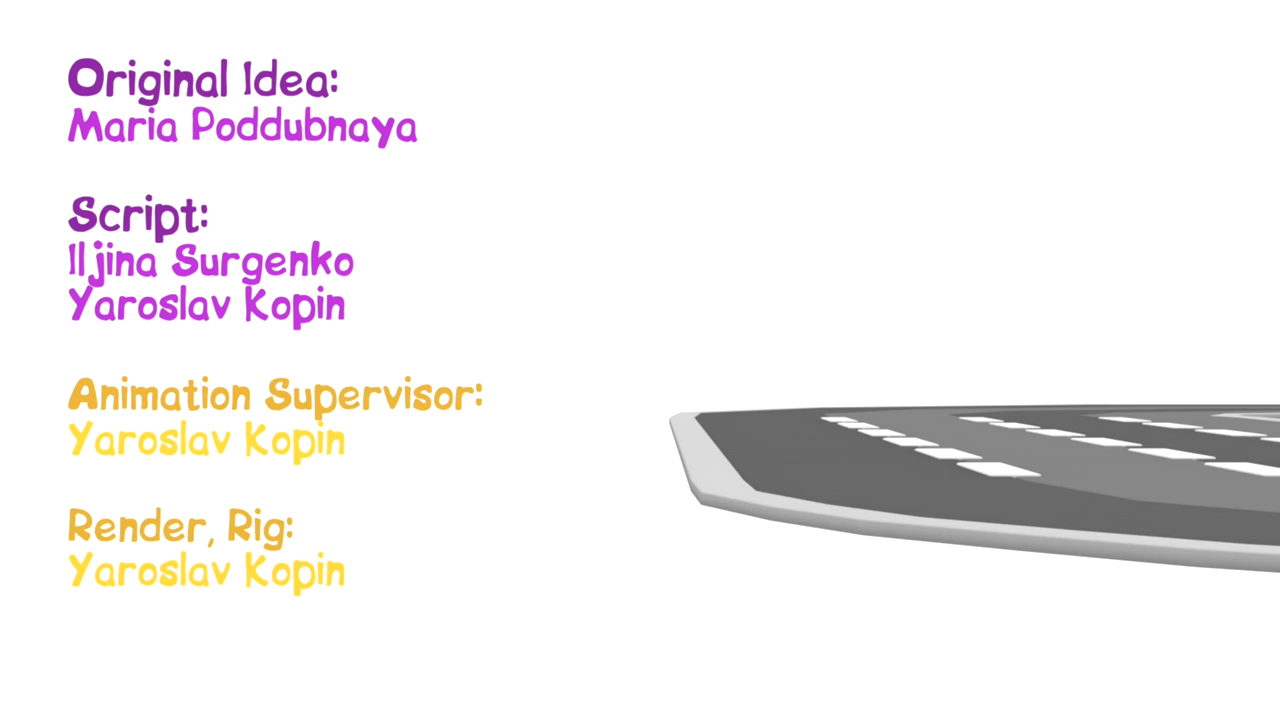 Original Idea:
Maria Poddubnaya
Script:
Iljina Surgenko
Yaroslav Kopin
Animation Supervisor:
Yaroslav Kopin
Render, Rig:
Yaroslav Kopin